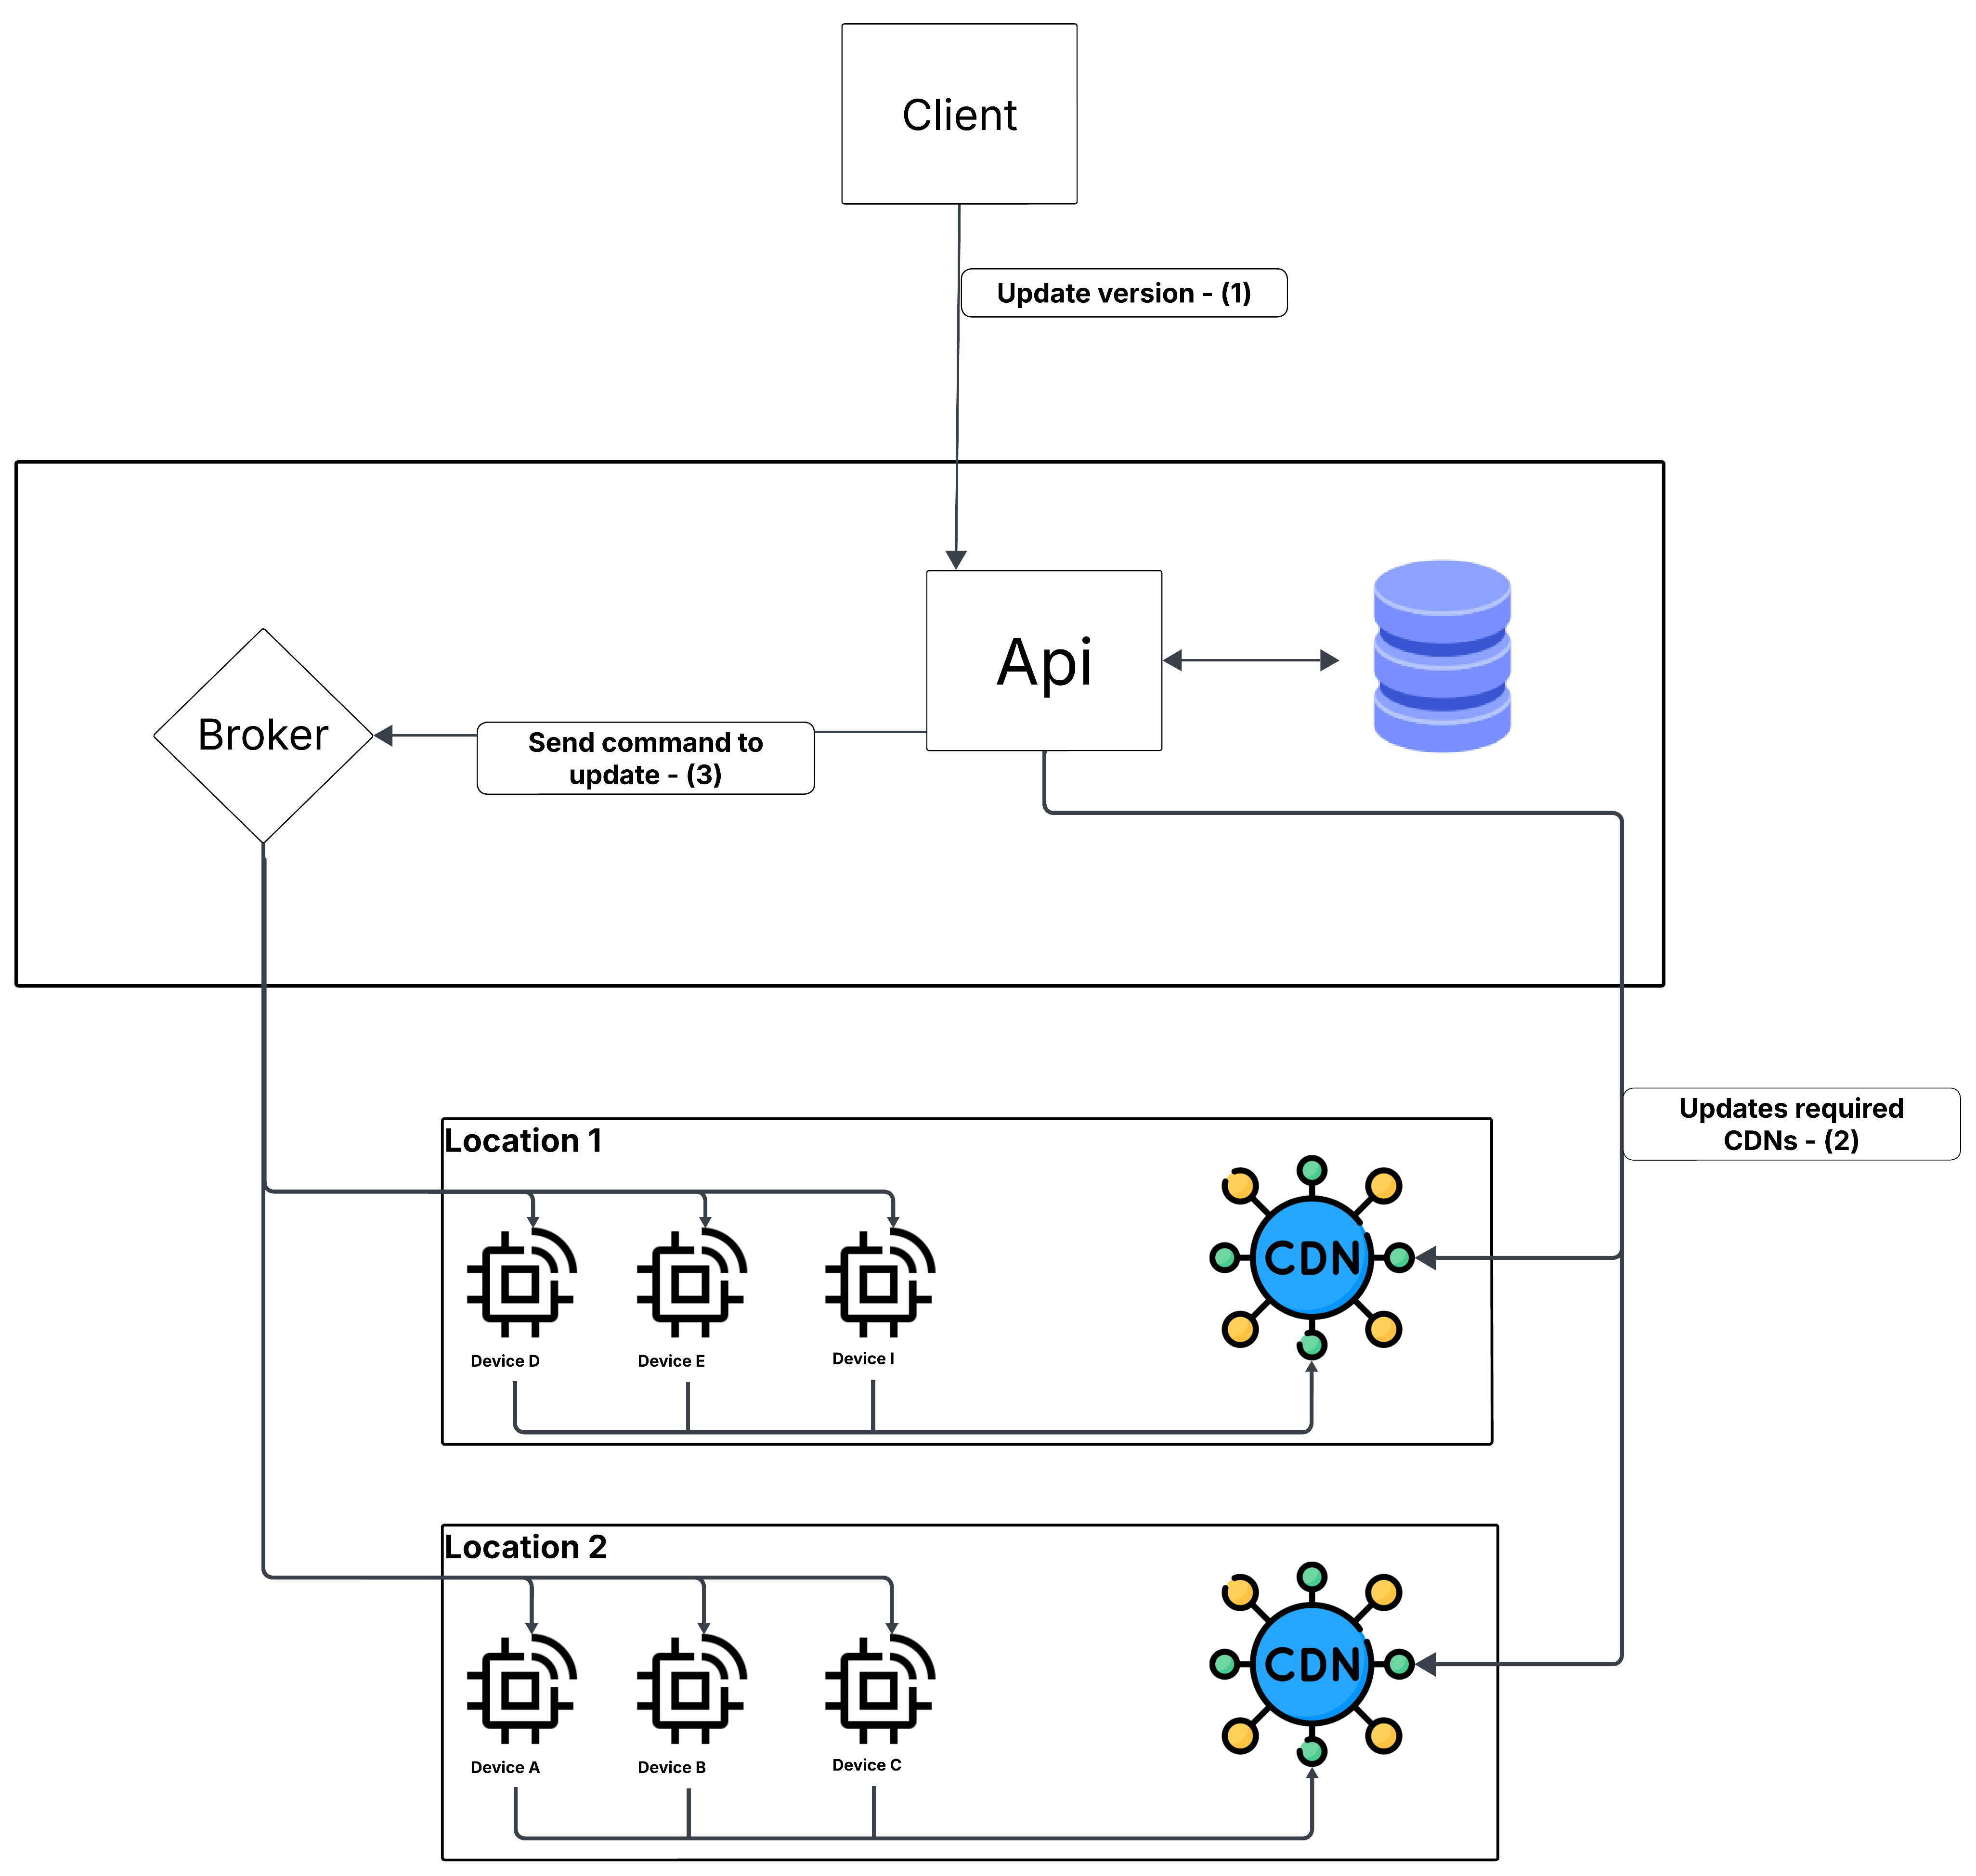 Client
Update version - (1)
Api
Broker
Send command to
update - (3)
Updates required
CDNs - (2)
Location 1
CDN
Device D
Device E
Device I
Location 2
CDN
Device A
Device B
Device C